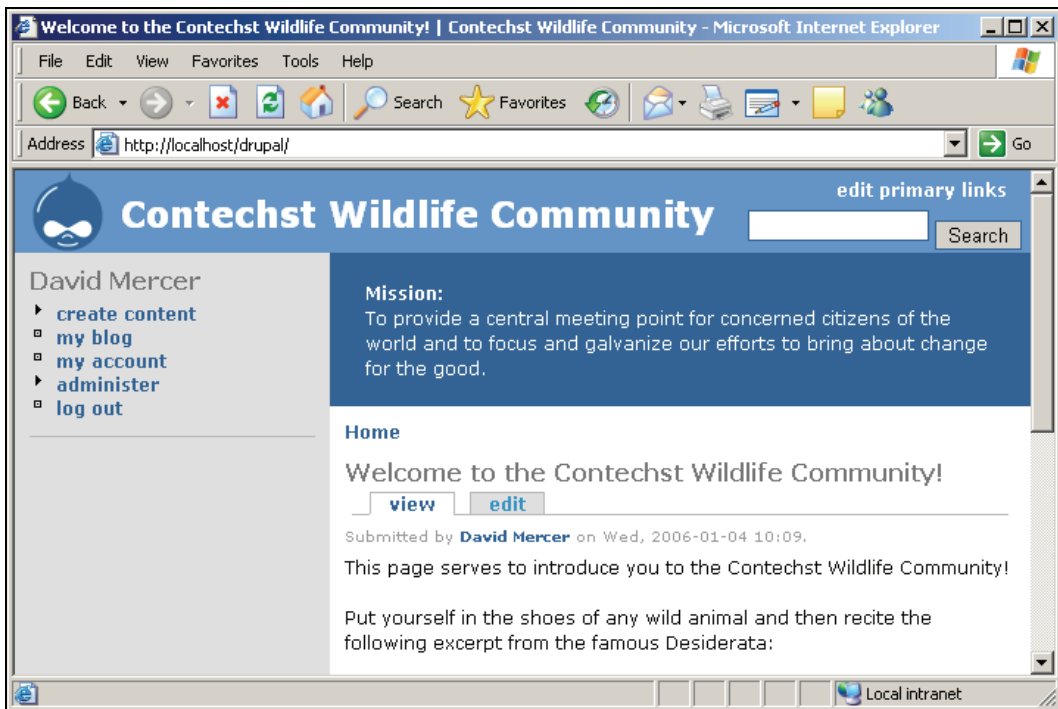 Welcome to the Contechst Wildlife Community! | Contechst Wildlife Community - Microsoft Internet Explorer
File Edit View Favorites Tools Help
Back Search Favorites
Address http://localhost/drupal/ Go
edit primary links
Contechst Wildlife Community
Search
David Mercer
create content
my blog
my account
administer
log out
Mission:
To provide a central meeting point for concerned citizens of the
world and to focus and galvanize our efforts to bring about change
for the good.
Home
Welcome to the Contechst Wildlife Community!
view edit
Submitted by David Mercer on Wed, 2006-01-04 10:09.
This page serves to introduce you to the Contechst Wildlife Community!
Put yourself in the shoes of any wild animal and then recite the
following excerpt from the famous Desiderata:
Local intranet